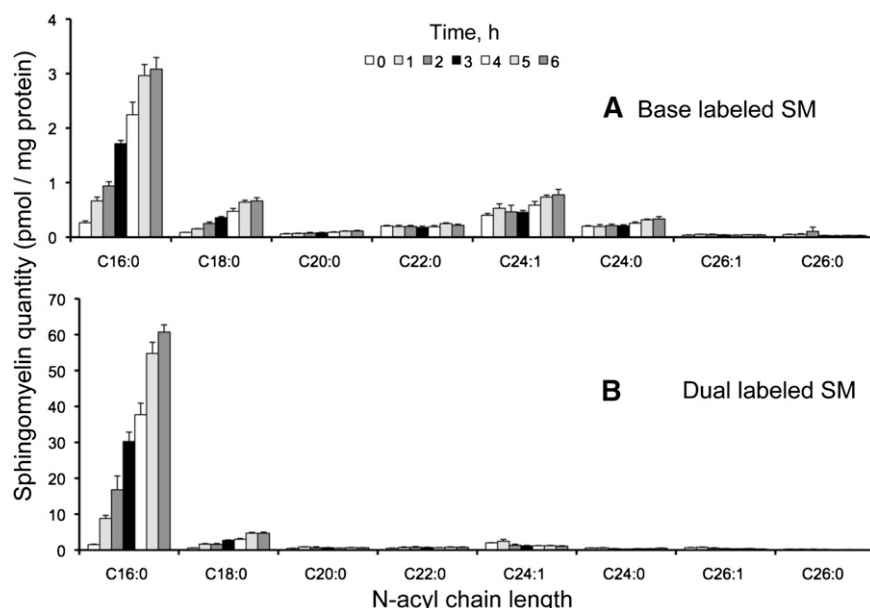 Time, h
0 1 2 3 4 5 6
4
3
2
1
0
A Base labeled SM
C16:0 C18:0 C20:0 C22:0 C24:1 C24:0 C26:1 C26:0
Sphingomyelin quantity (pmol / mg protein)
70
60
50
40
30
20
10
0
B Dual labeled SM
C16:0 C18:0 C20:0 C22:0 C24:1 C24:0 C26:1 C26:0
N-acyl chain length